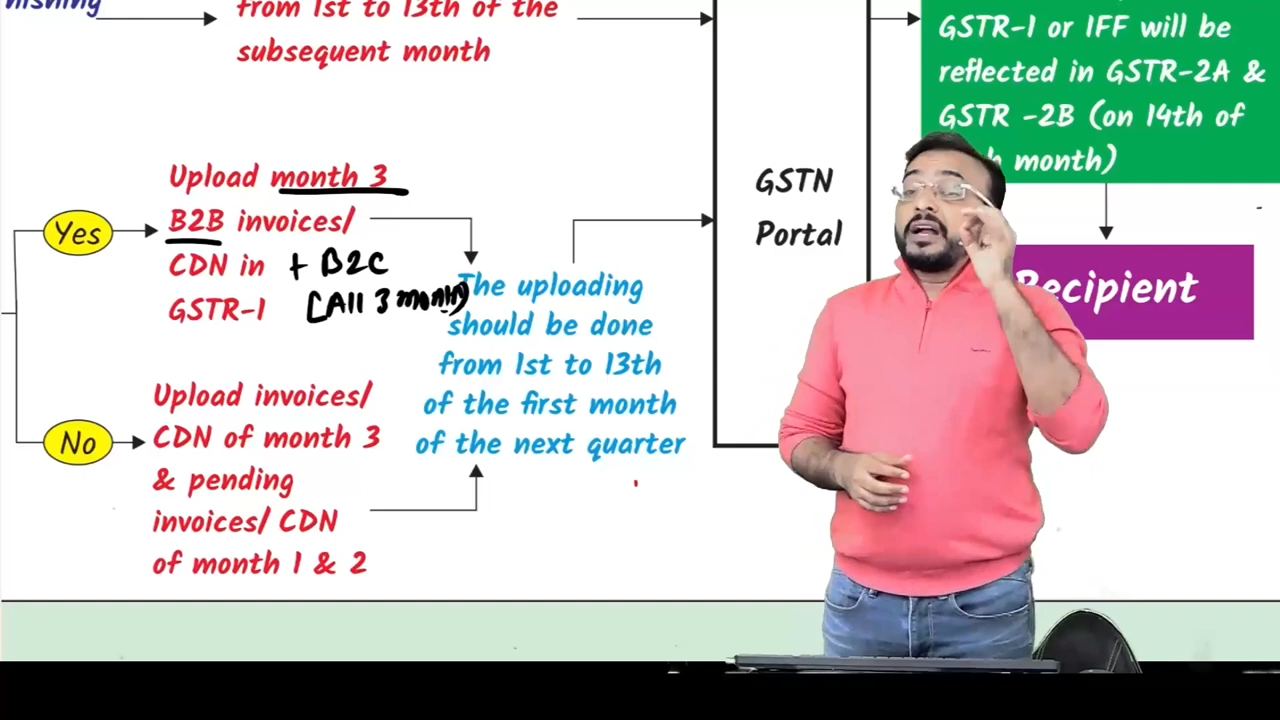 nishing
from 1st to 13th of the
subsequent month
GSTR-1 or IFF will be
reflected in GSTR-2A &
GSTR -2B (on 14th of
month)
GSTN
Portal
Recipient
Yes
Upload month 3
B2B invoices/
CDN in + B2C
GSTR-1 [All 3 months
The uploading
should be done
from 1st to 13th
of the first month
of the next quarter
No
Upload invoices/
CDN of month 3
& pending
invoices/ CDN
of month 1 & 2